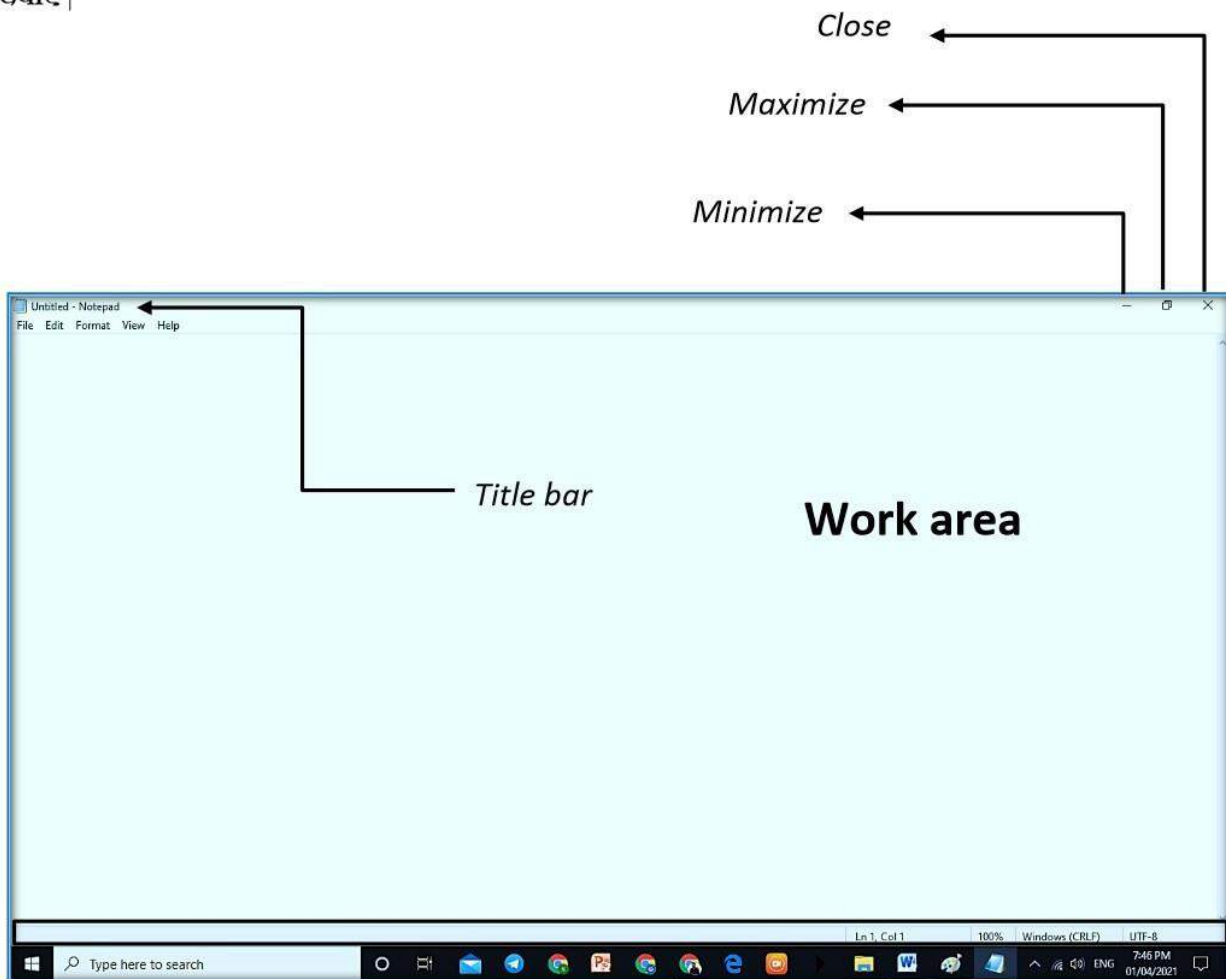 Close
Maximize
Minimize
Untitled - Notepad
File Edit Format View Help
Title bar
Work area
Ln 1, Col 1 100% Windows (CRLF) UTF-8
Type here to search
ENG
7:46 PM
01/04/2021